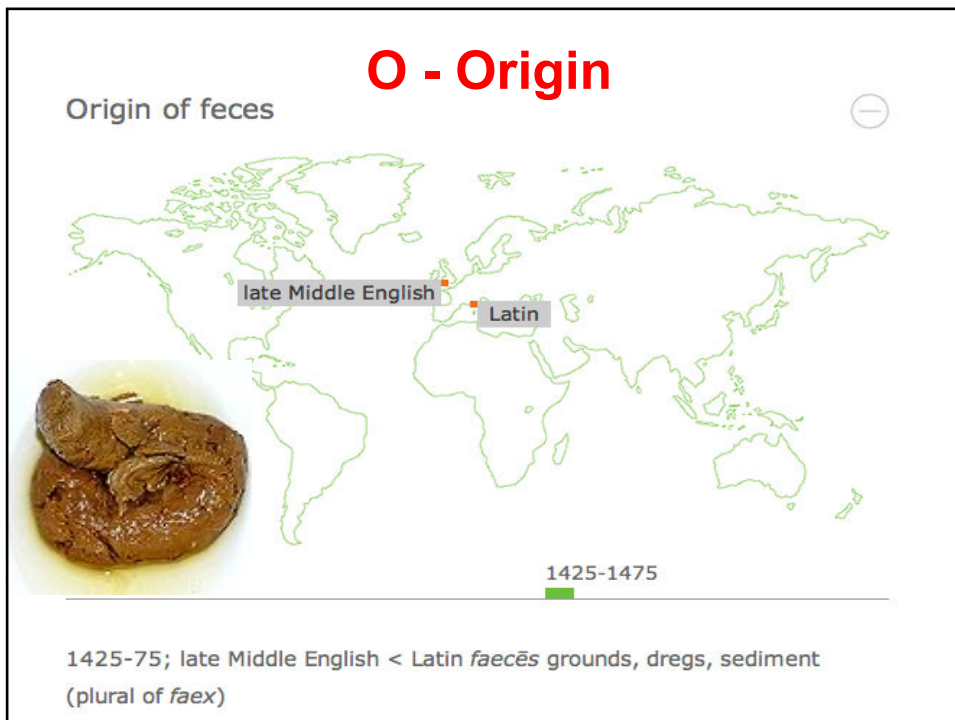 O - Origin
Origin of feces
late Middle English
Latin
1425-1475
1425-75; late Middle English < Latin faecēs grounds, dregs, sediment
(plural of faex)